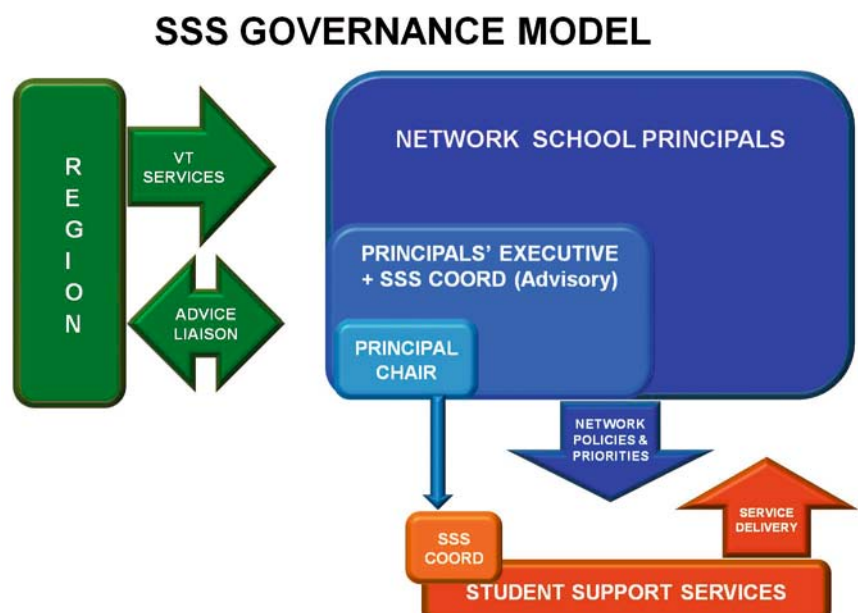 SSS GOVERNANCE MODEL
REGION
VT
SERVICES
ADVICE
LIAISON
NETWORK SCHOOL PRINCIPALS
PRINCIPALS' EXECUTIVE
+ SSS COORD (Advisory)
PRINCIPAL
CHAIR
NETWORK
POLICIES &
PRIORITIES
SERVICE
DELIVERY
SSS
COORD
STUDENT SUPPORT SERVICES